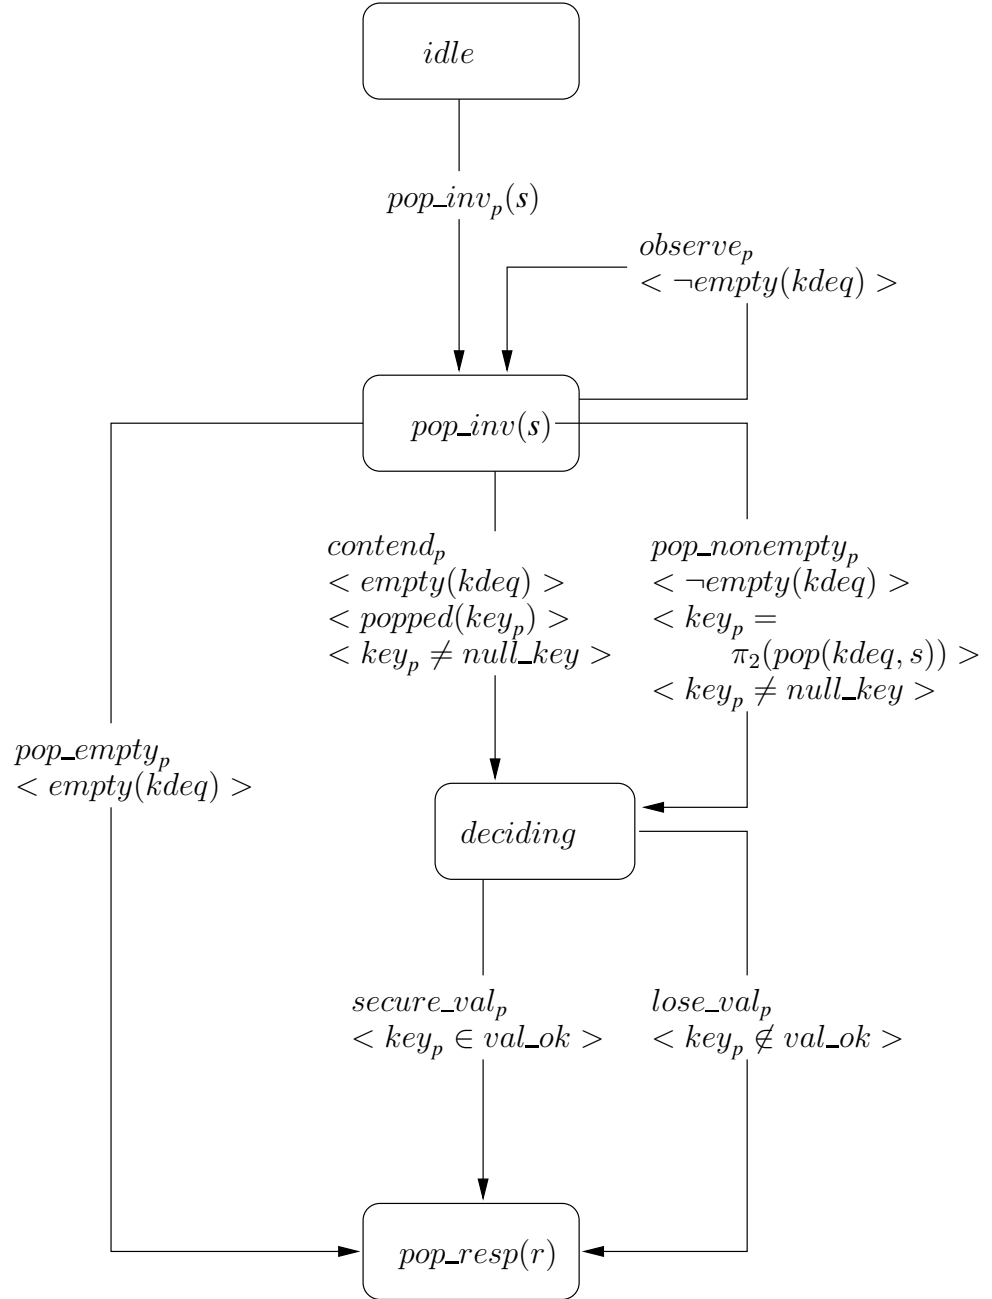 idle
pop_inv_p(s)
observe_p
< ¬empty(kdeq) >
pop_inv(s)
contend_p
< empty(kdeq) >
< popped(key_p) >
< key_p ≠ null_key >
pop_nonempty_p
< ¬empty(kdeq) >
< key_p =
π₂(pop(kdeq, s)) >
< key_p ≠ null_key >
pop_empty_p
< empty(kdeq) >
deciding
secure_val_p
< key_p ∈ val_ok >
lose_val_p
< key_p ∉ val_ok >
pop_resp(r)